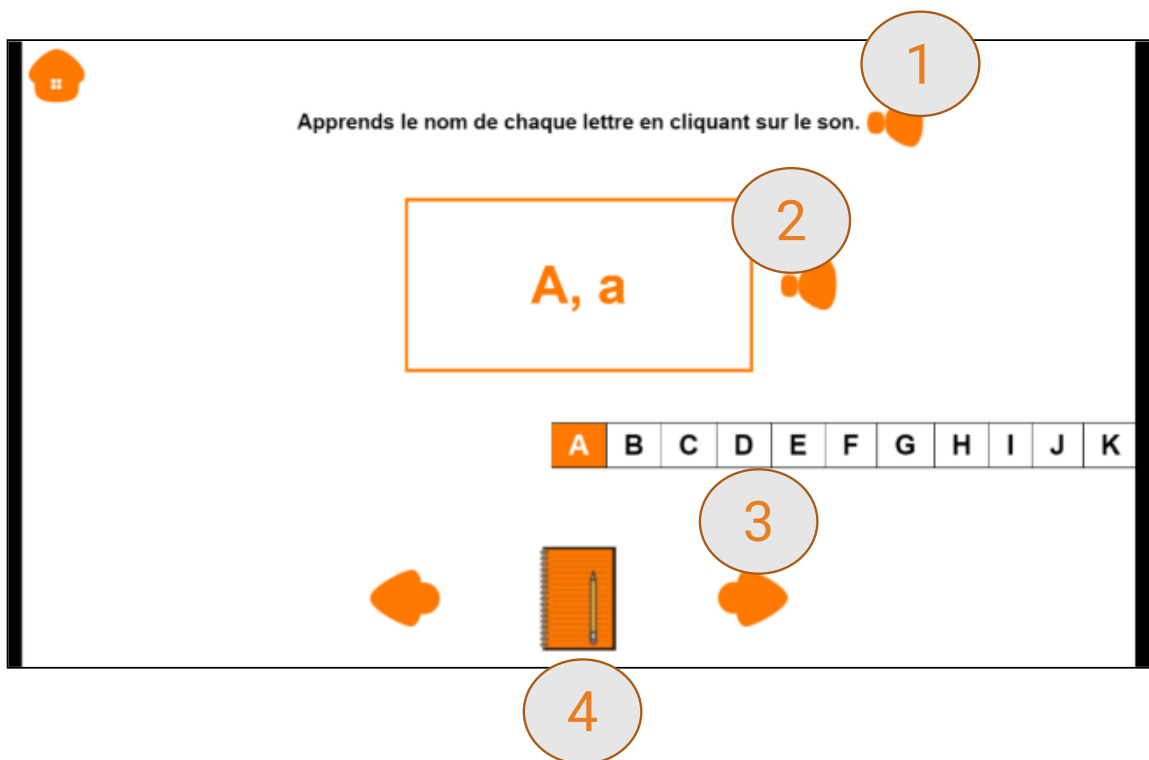 1
Apprends le nom de chaque lettre en cliquant sur le son.
2
A, a
A B C D E F G H I J K
3
4